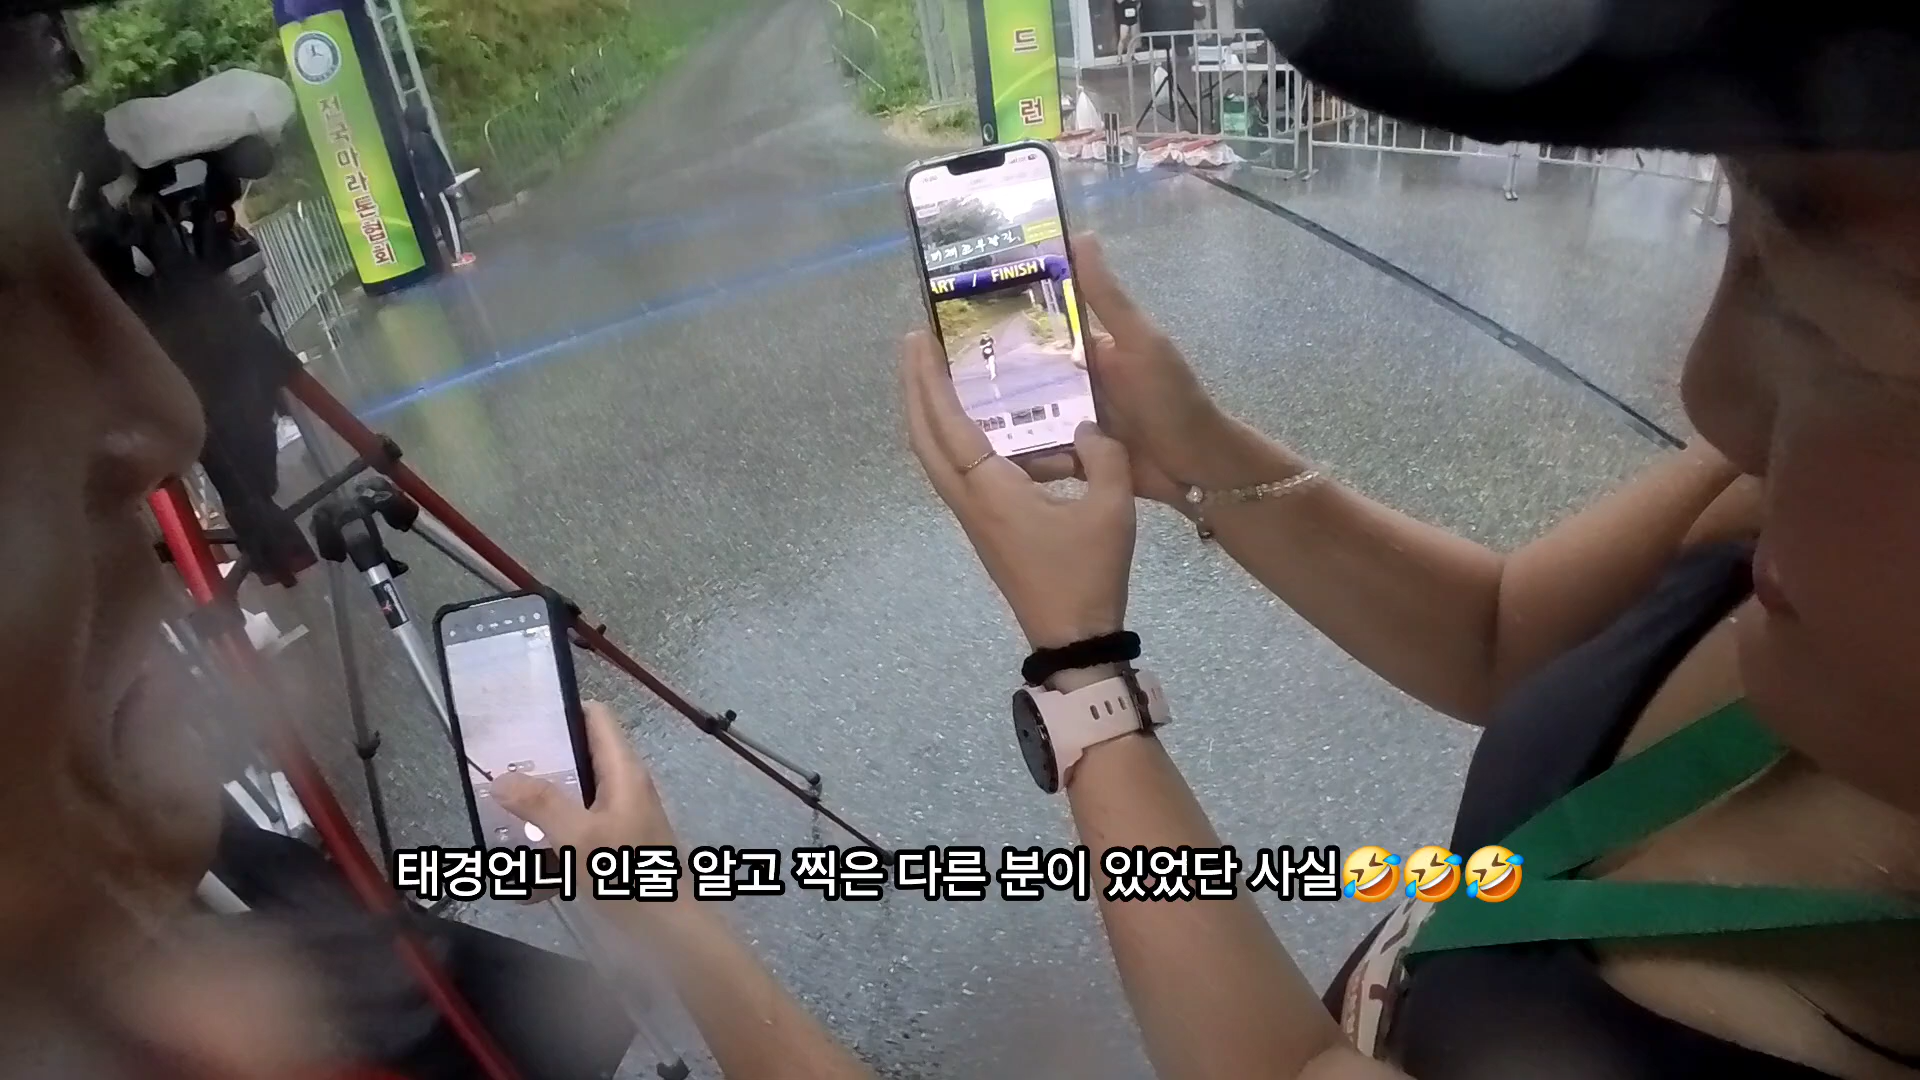 전국마라톤협회
드
런
ART / FINISH
태경언니 인줄 알고 찍은 다른 분이 있었단 사실🤣🤣🤣